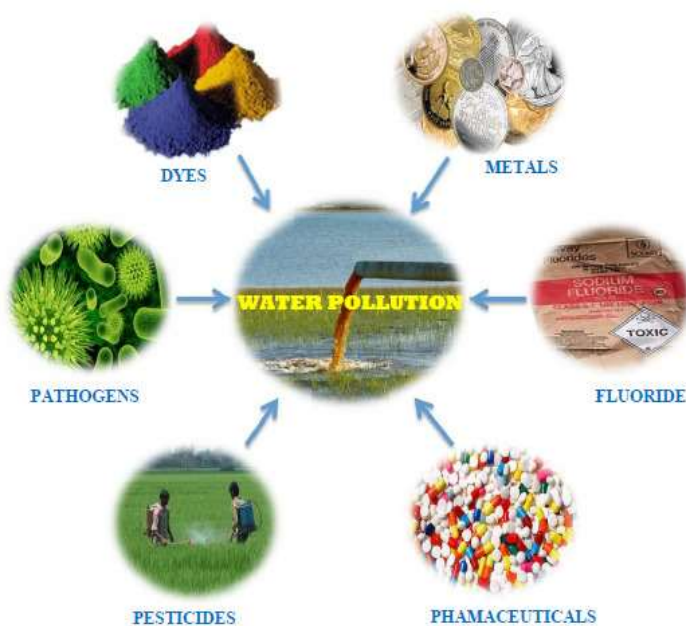 DYES
METALS
WATER POLLUTION
SODIUM
FLUORIDE
TOXIC
PATHOGENS
FLUORIDE
PESTICIDES
PHAMACEUTICALS